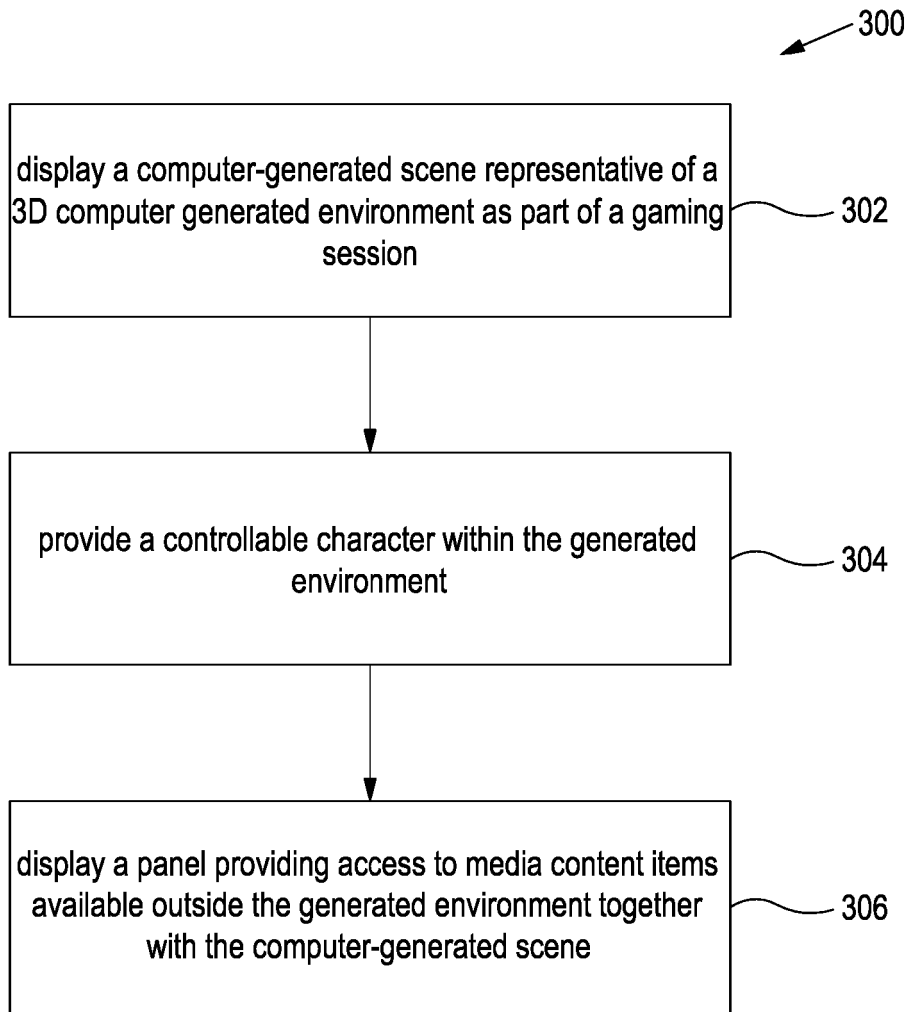 300
display a computer-generated scene representative of a
3D computer generated environment as part of a gaming
session
302
provide a controllable character within the generated
environment
304
display a panel providing access to media content items
available outside the generated environment together
with the computer-generated scene
306